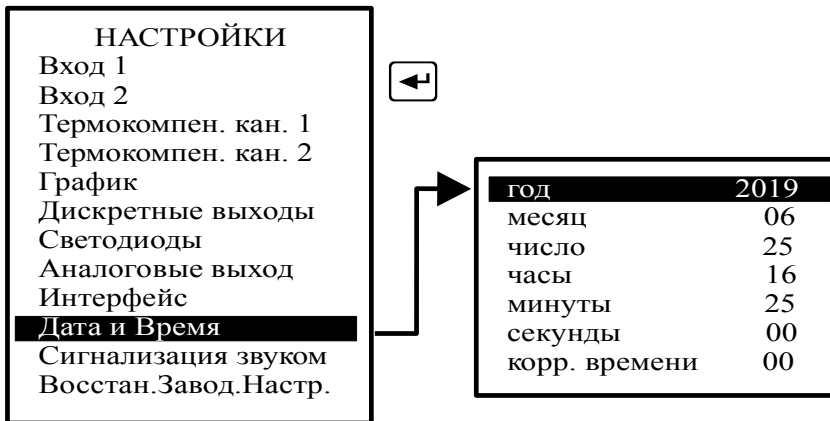 НАСТРОЙКИ
Вход 1
Вход 2
Термокомпен. кан. 1
Термокомпен. кан. 2
График
Дискретные выходы
Светодиоды
Аналоговые выход
Интерфейс
Дата и Время
Сигнализация звуком
Восстан.Завод.Настр.
год 2019
месяц 06
число 25
часы 16
минуты 25
секунды 00
корр. времени 00